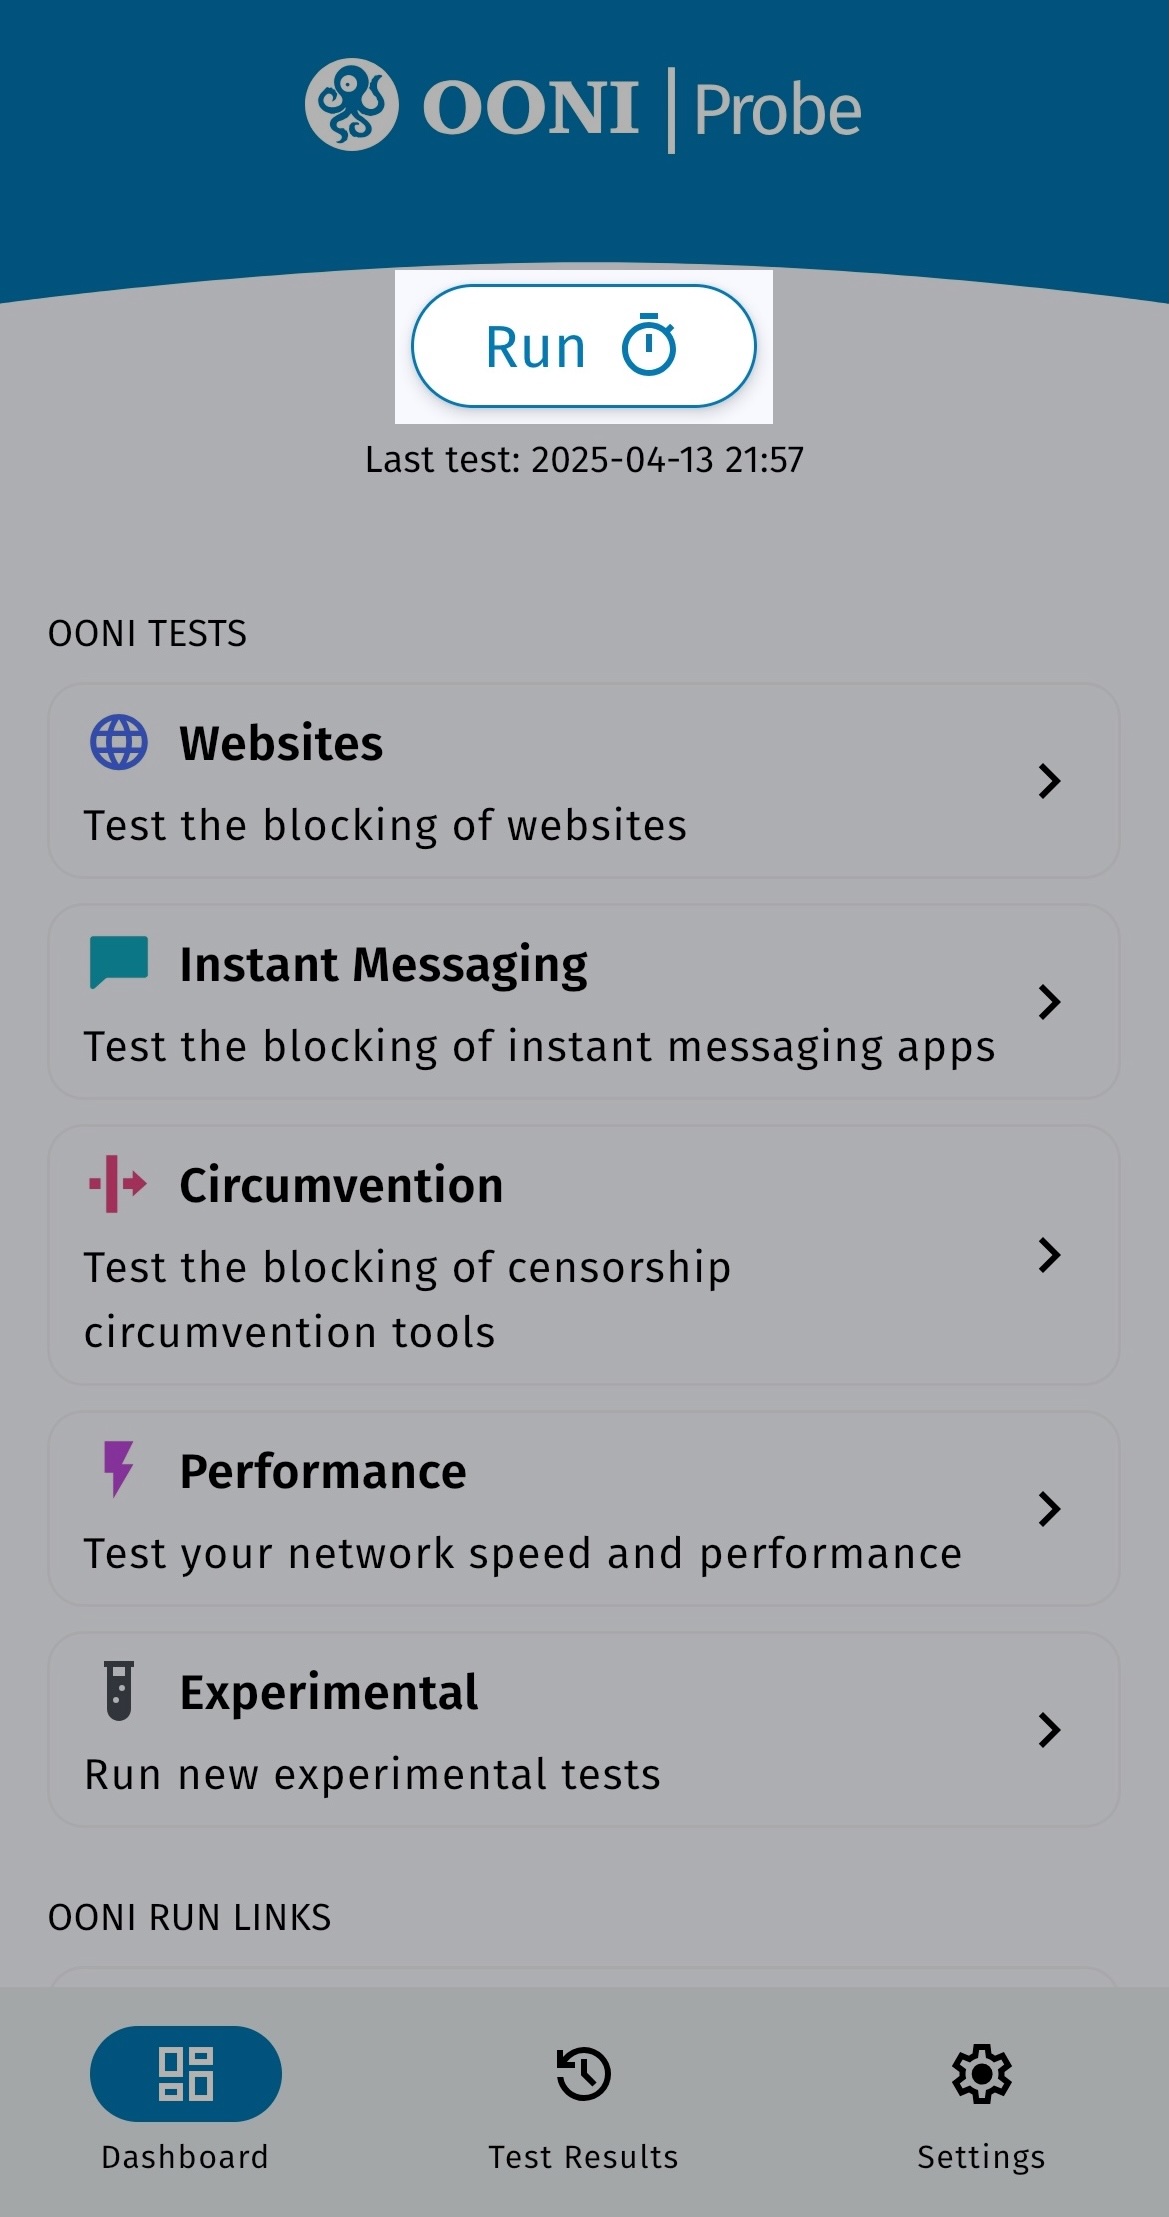 OONI | Probe
Run
Last test: 2025-04-13 21:57
OONI TESTS
Websites
Test the blocking of websites
Instant Messaging
Test the blocking of instant messaging apps
Circumvention
Test the blocking of censorship
circumvention tools
Performance
Test your network speed and performance
Experimental
Run new experimental tests
OONI RUN LINKS
Dashboard
Test Results
Settings